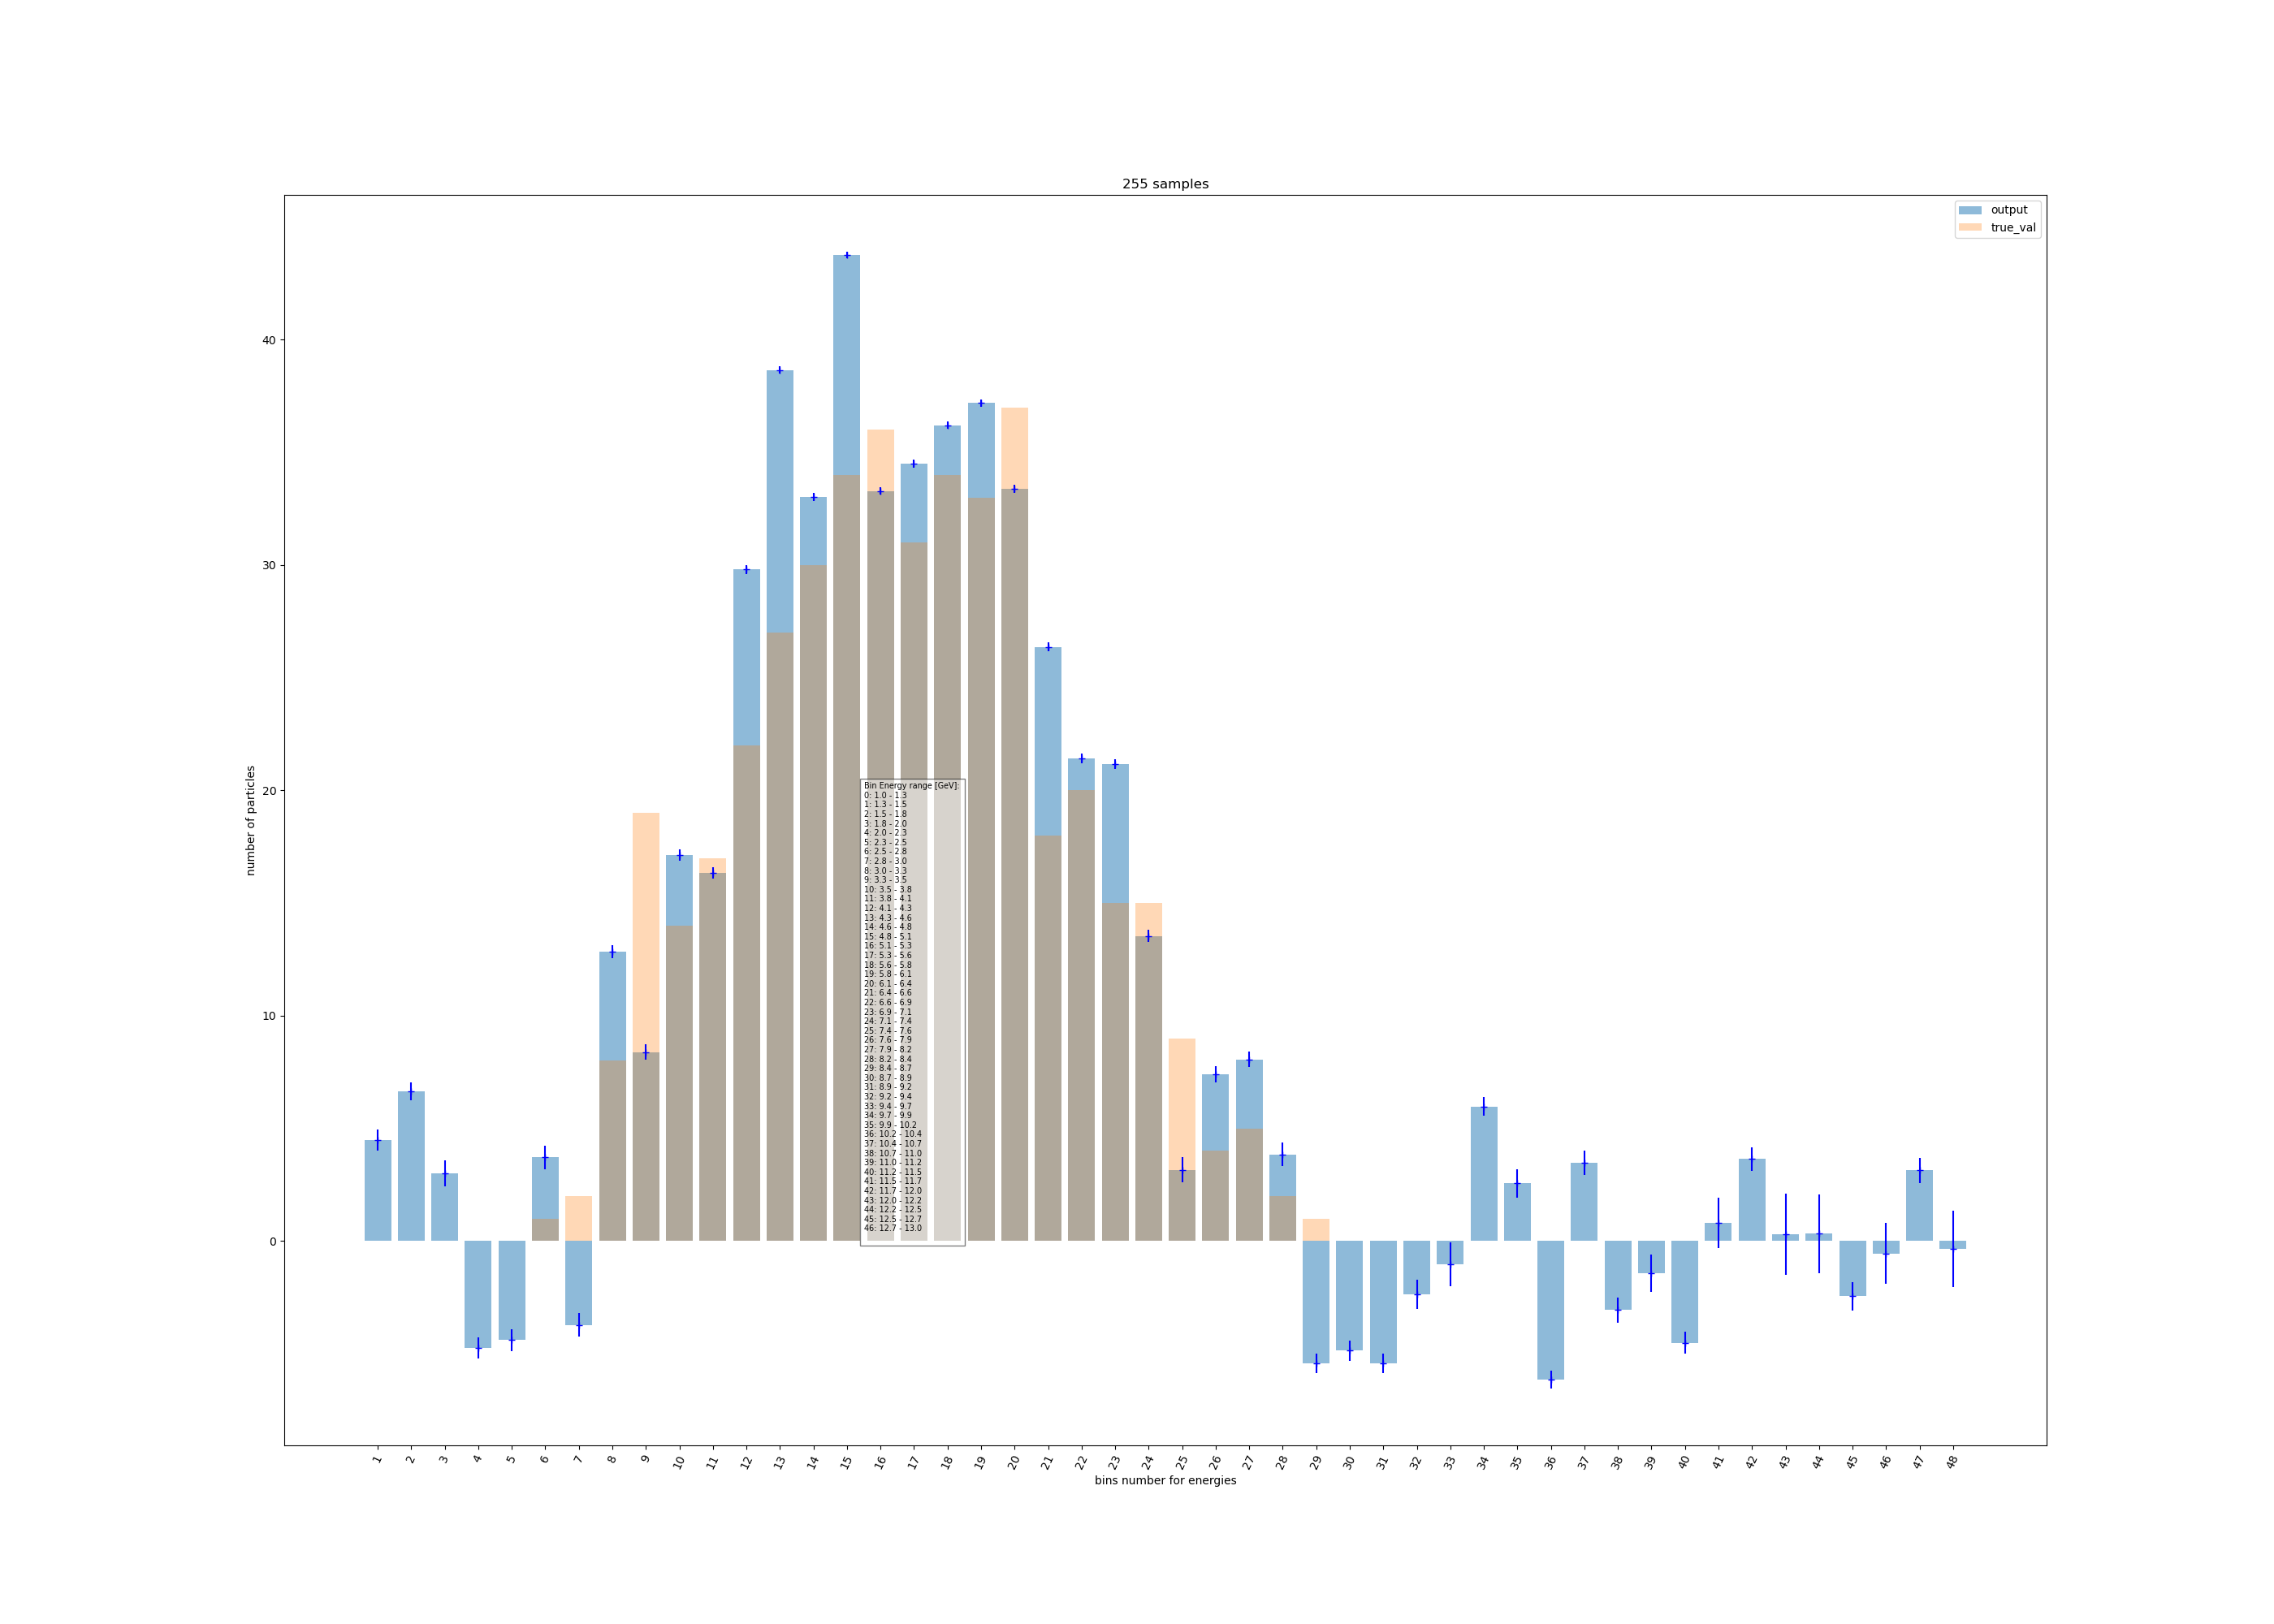 255 samples
output
true_val
40
30
20
10
0
number of particles
Bin Energy range [GeV]:
0: 1.0 - 1.3
1: 1.3 - 1.5
2: 1.5 - 1.8
3: 1.8 - 2.0
4: 2.0 - 2.3
5: 2.3 - 2.5
6: 2.5 - 2.8
7: 2.8 - 3.0
8: 3.0 - 3.3
9: 3.3 - 3.5
10: 3.5 - 3.8
11: 3.8 - 4.1
12: 4.1 - 4.3
13: 4.3 - 4.6
14: 4.6 - 4.8
15: 4.8 - 5.1
16: 5.1 - 5.3
17: 5.3 - 5.6
18: 5.6 - 5.8
19: 5.8 - 6.1
20: 6.1 - 6.4
21: 6.4 - 6.6
22: 6.6 - 6.9
23: 6.9 - 7.1
24: 7.1 - 7.4
25: 7.4 - 7.6
26: 7.6 - 7.9
27: 7.9 - 8.2
28: 8.2 - 8.4
29: 8.4 - 8.7
30: 8.7 - 8.9
31: 8.9 - 9.2
32: 9.2 - 9.4
33: 9.4 - 9.7
34: 9.7 - 9.9
35: 9.9 - 10.2
36: 10.2 - 10.4
37: 10.4 - 10.7
38: 10.7 - 11.0
39: 11.0 - 11.2
40: 11.2 - 11.5
41: 11.5 - 11.7
42: 11.7 - 12.0
43: 12.0 - 12.2
44: 12.2 - 12.5
45: 12.5 - 12.7
46: 12.7 - 13.0
1 2 3 4 5 6 7 8 9 10 11 12 13 14 15 16 17 18 19 20 21 22 23 24 25 26 27 28 29 30 31 32 33 34 35 36 37 38 39 40 41 42 43 44 45 46 47 48
bins number for energies